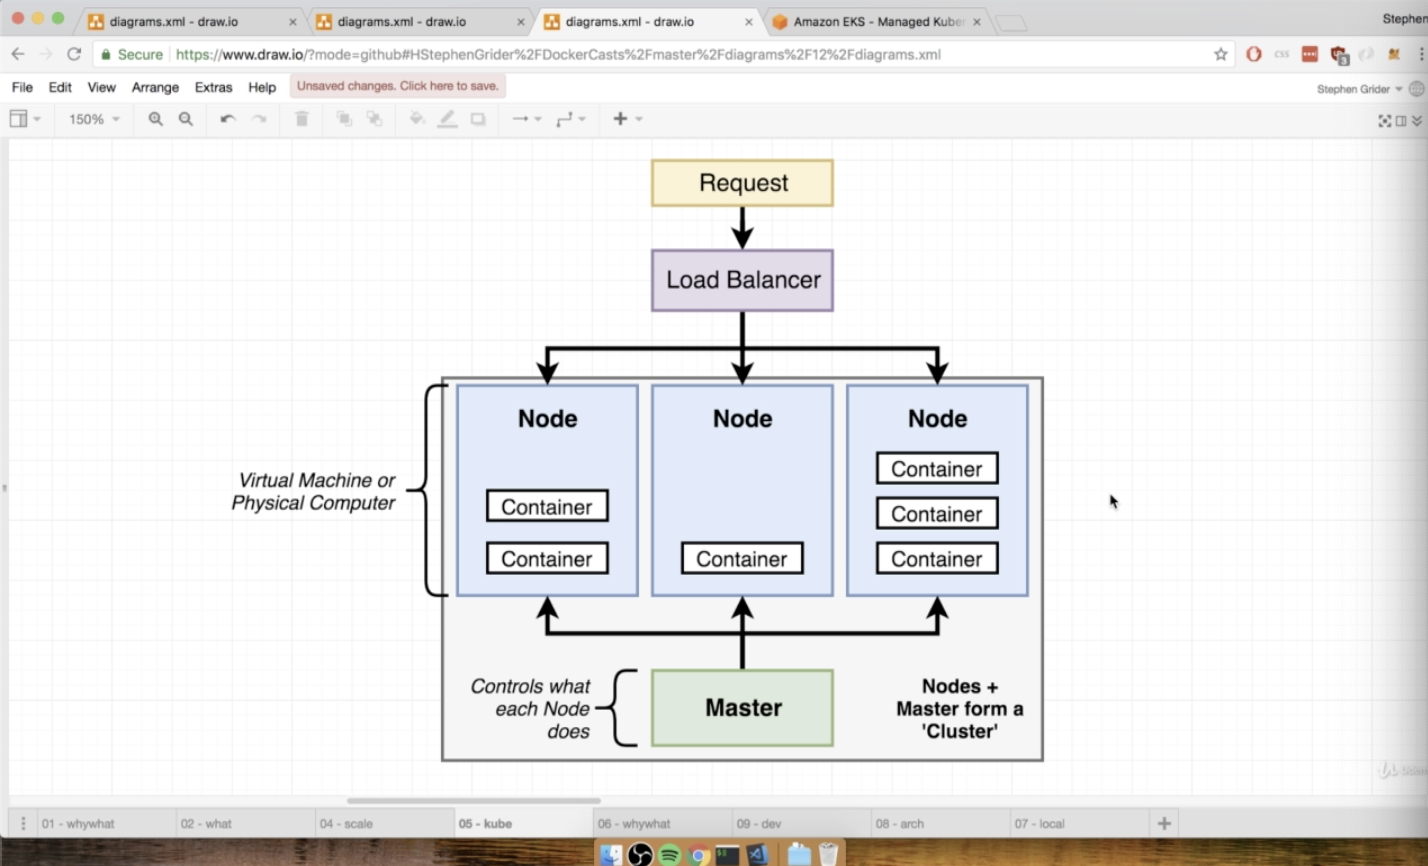 diagrams.xml - draw.io
diagrams.xml - draw.io
diagrams.xml - draw.io
Amazon EKS - Managed Kuber
Stephen
Secure
https://www.draw.io/?mode=github#HStephenGrider%2FDockerCasts%2Fmaster%2Fdiagrams%2F12%2Fdiagrams.xml
css
3
File Edit View Arrange Extras Help Unsaved changes. Click here to save.
Stephen Grider
150%
Request
Load Balancer
Node
Node
Node
Container
Container
Container
Container
Container
Container
Virtual Machine or
Physical Computer
Controls what
each Node
does
Master
Nodes +
Master form a
'Cluster'
01 - whywhat
02 - what
04 - scale
05 - kube
06 - whywhat
09 - dev
08 - arch
07 - local